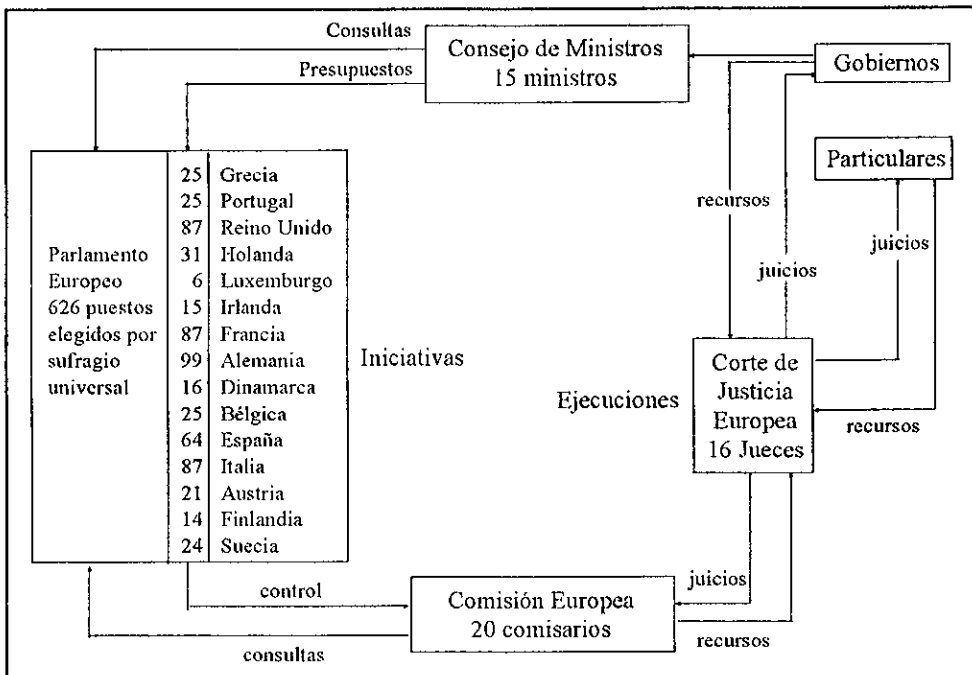 Consultas
Presupuestos
Consejo de Ministros
15 ministros
Gobiernos
Particulares
recursos
juicios
juicios
recursos
Parlamento
Europeo
626 puestos
elegidos por
sufragio
universal
25 Grecia
25 Portugal
87 Reino Unido
31 Holanda
6 Luxemburgo
15 Irlanda
87 Francia
99 Alemania
16 Dinamarca
25 Bélgica
64 España
87 Italia
21 Austria
14 Finlandia
24 Suecia
Iniciativas
Ejecuciones
Corte de
Justicia
Europea
16 Jueces
control
consultas
Comisión Europea
20 comisarios
juicios
recursos